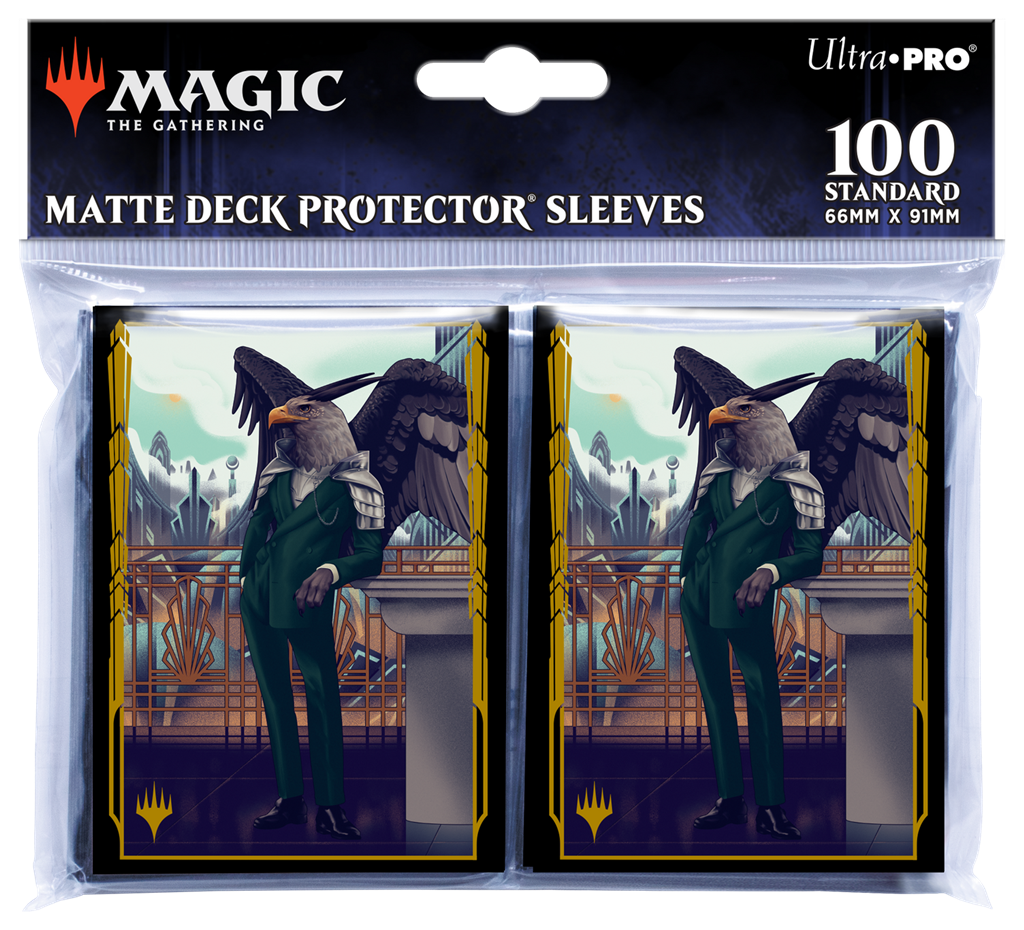 MAGIC
THE GATHERING
Ultra•PRO®
100
STANDARD
66MM X 91MM
MATTE DECK PROTECTOR® SLEEVES